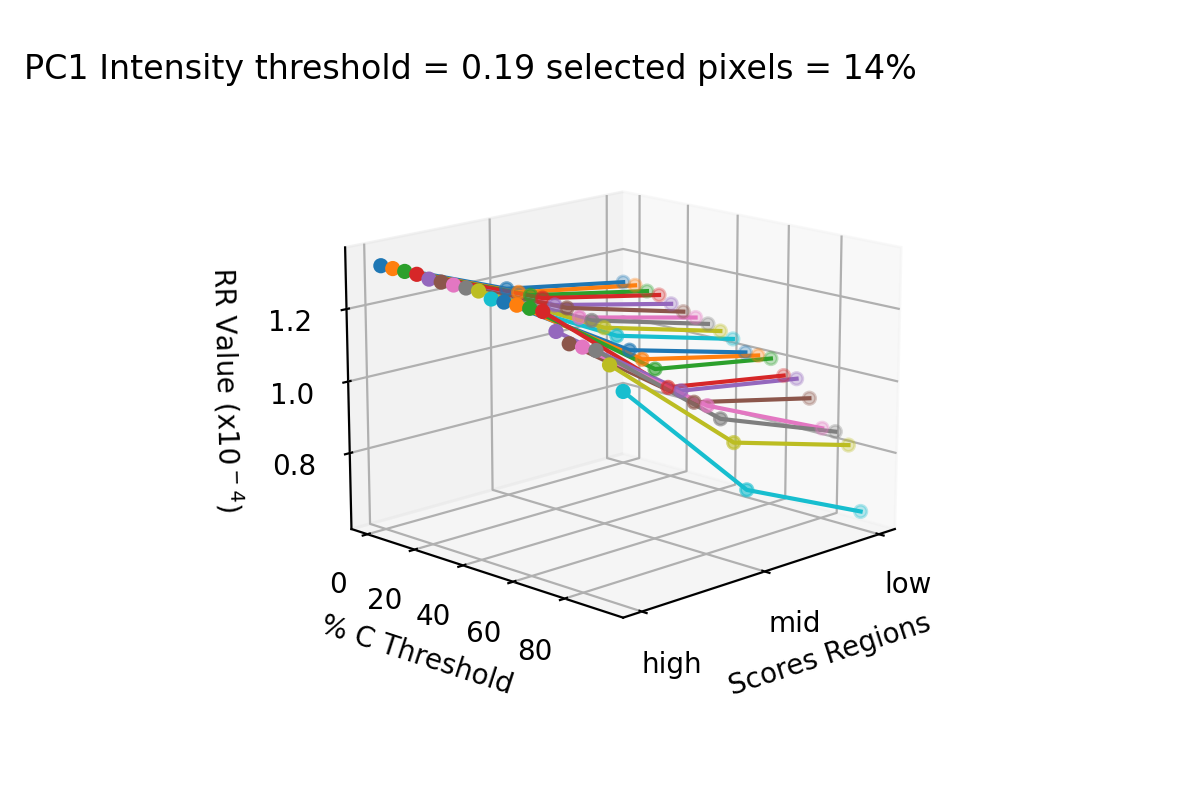 PC1 Intensity threshold = 0.19 selected pixels = 14%
RR Value (x10⁻⁴)
1.2
1.0
0.8
0
20
40
60
80
% C Threshold
high
mid
low
Scores Regions